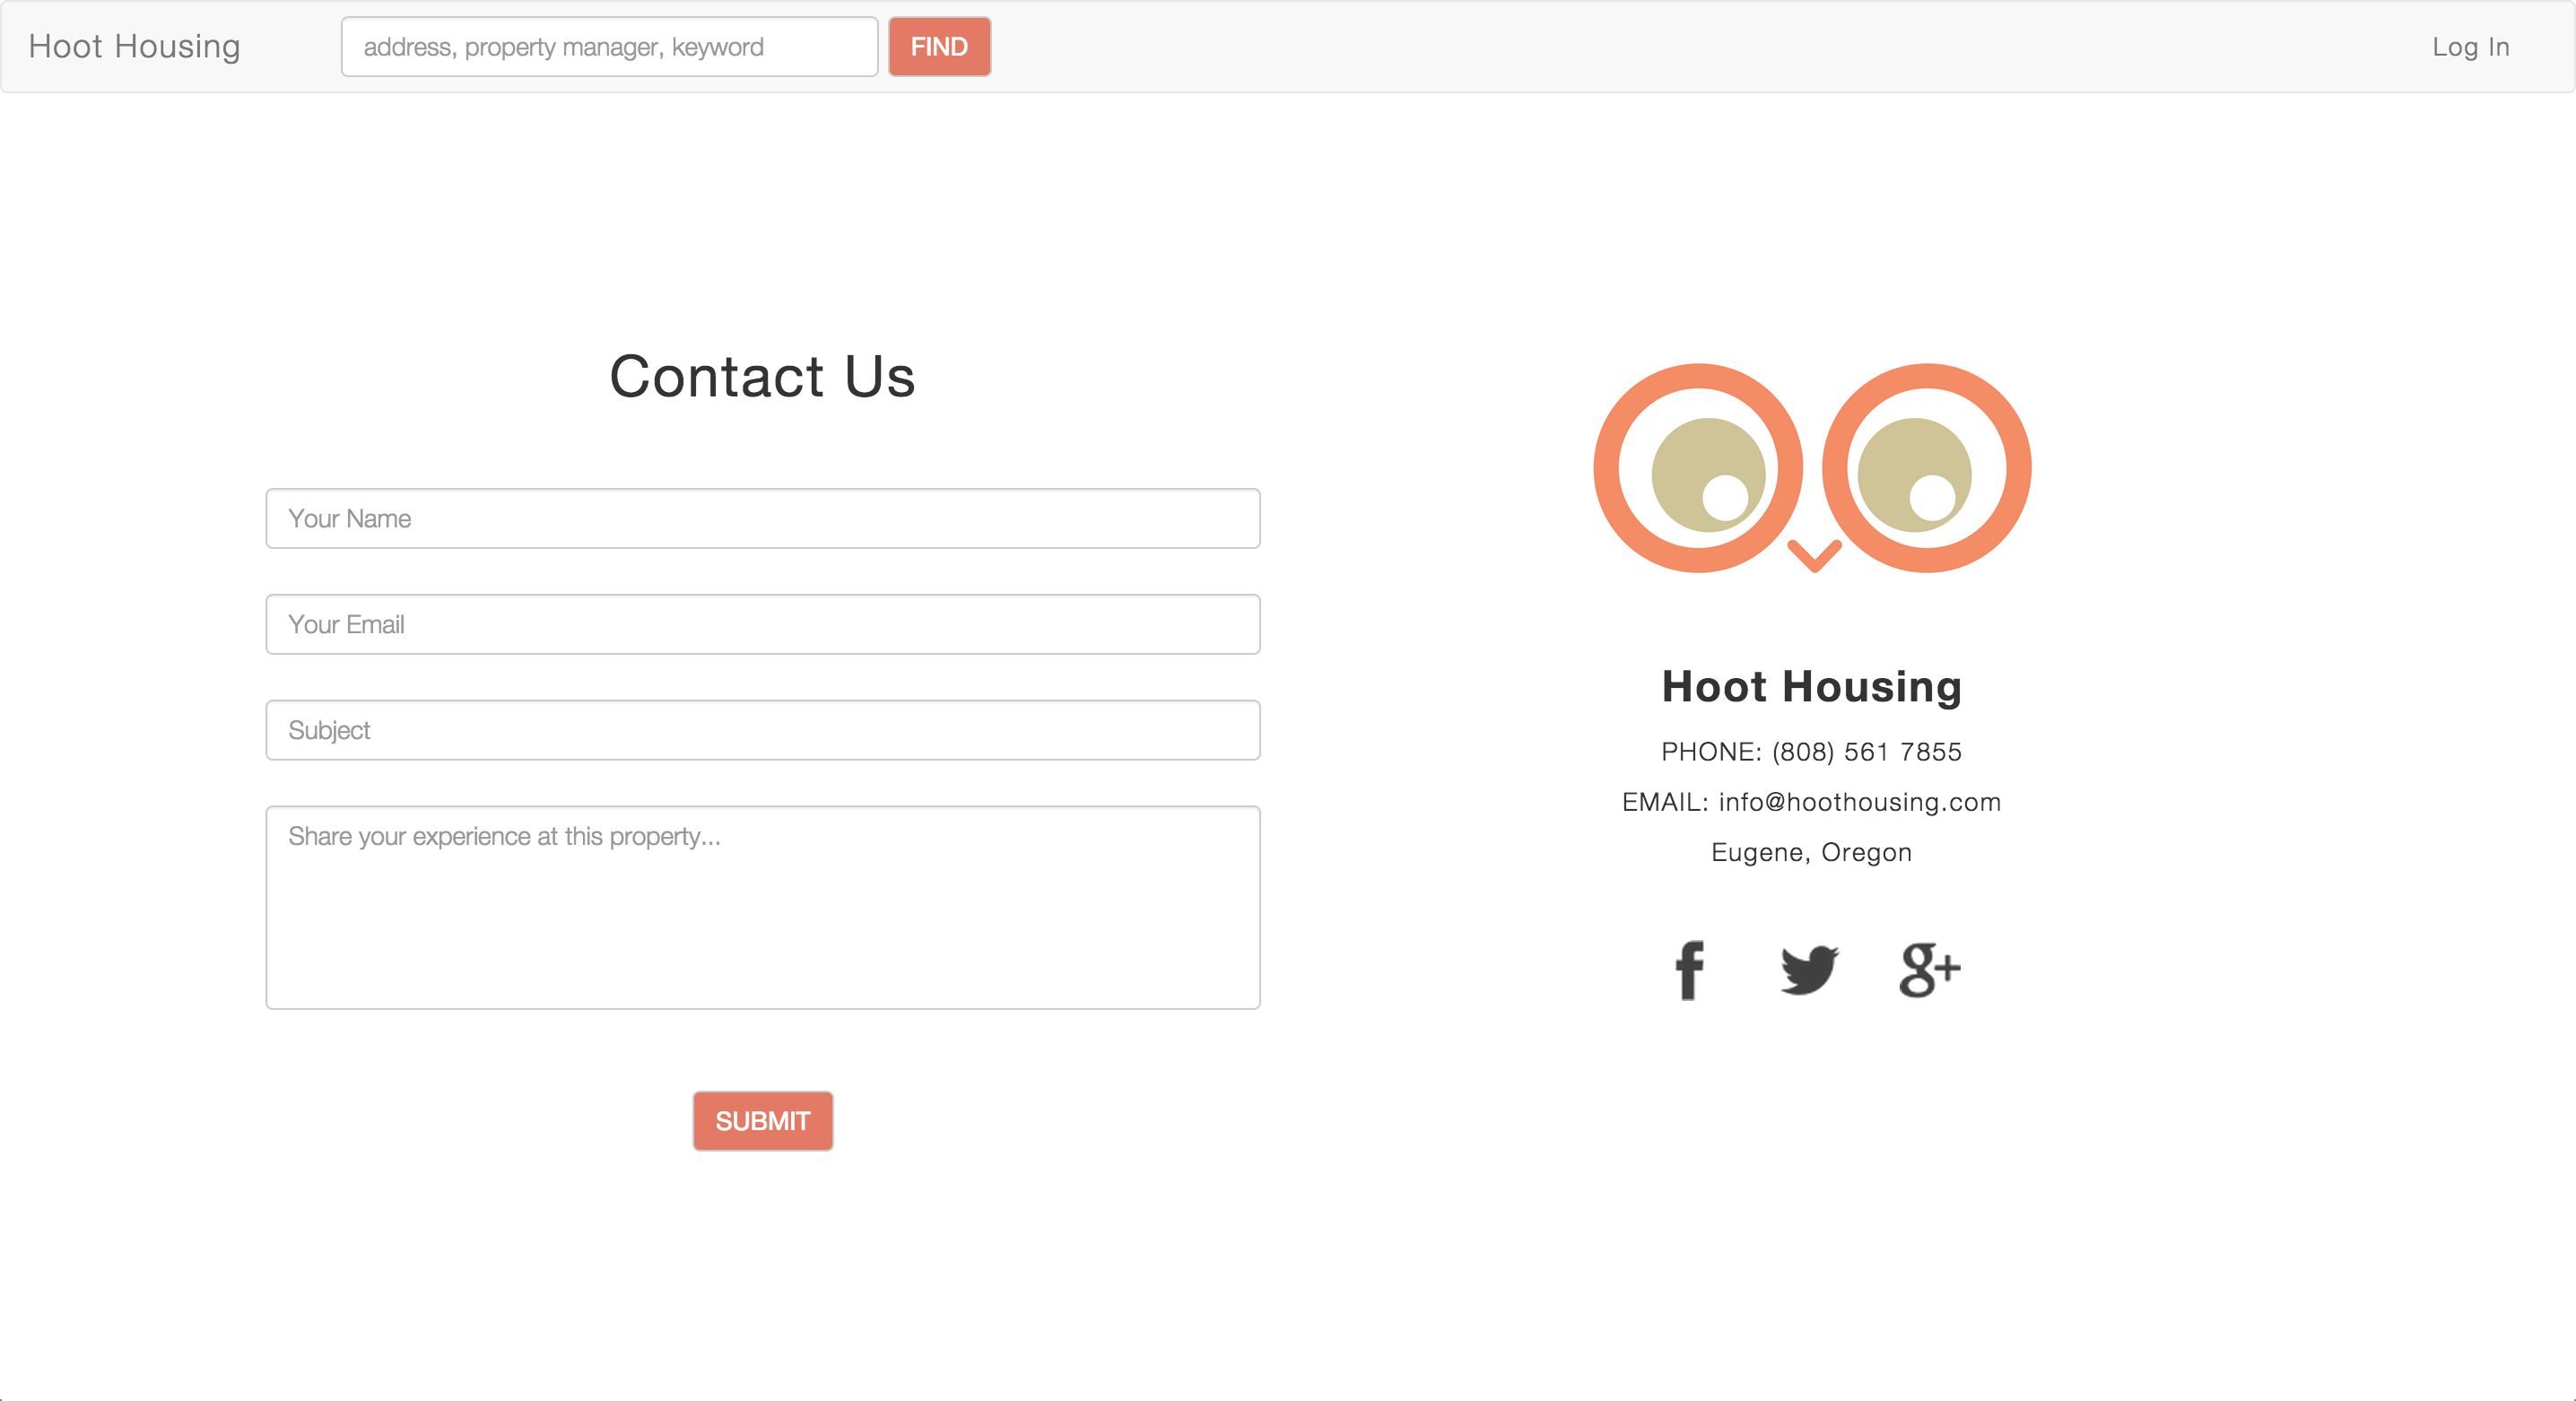 Hoot Housing
address, property manager, keyword
FIND
Log In
Contact Us
Your Name
Your Email
Subject
Share your experience at this property...
SUBMIT
Hoot Housing
PHONE: (808) 561 7855
EMAIL: info@hoothousing.com
Eugene, Oregon
f
g+